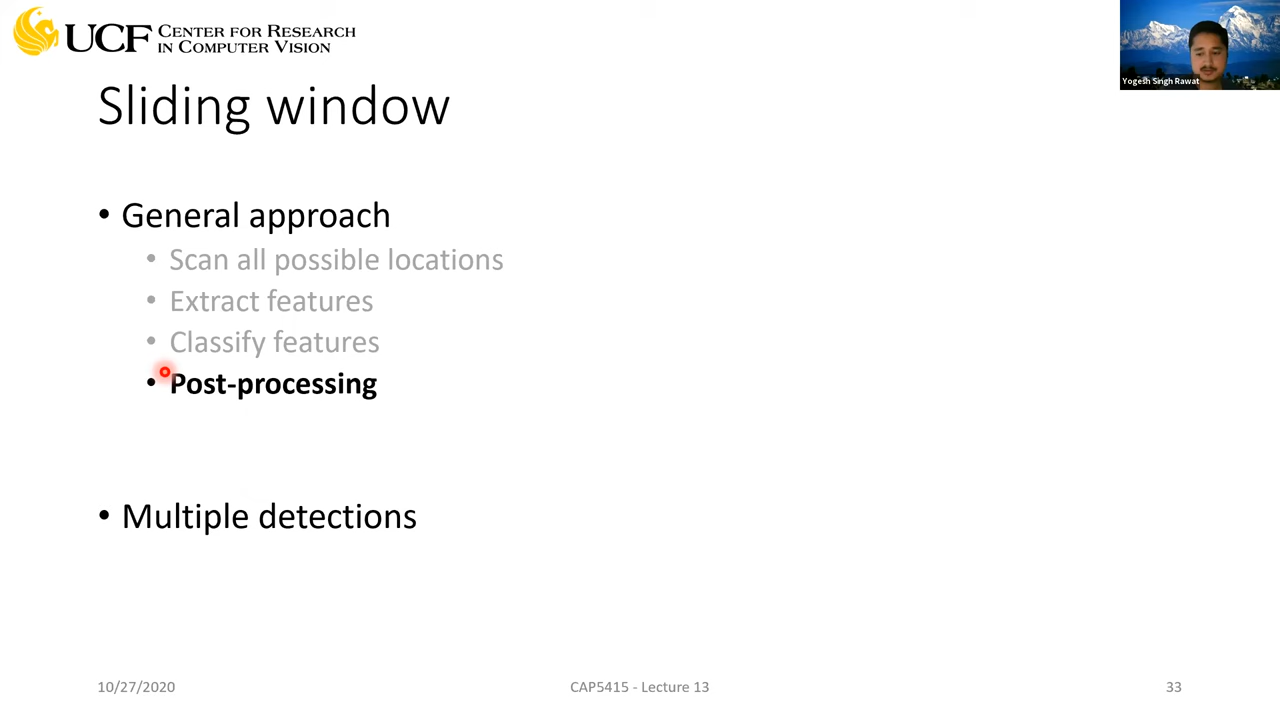 UCF CENTER FOR RESEARCH
IN COMPUTER VISION
Yogesh Singh Rawat
Sliding window
• General approach
• Scan all possible locations
• Extract features
• Classify features
• Post-processing
• Multiple detections
10/27/2020
CAP5415 - Lecture 13
33